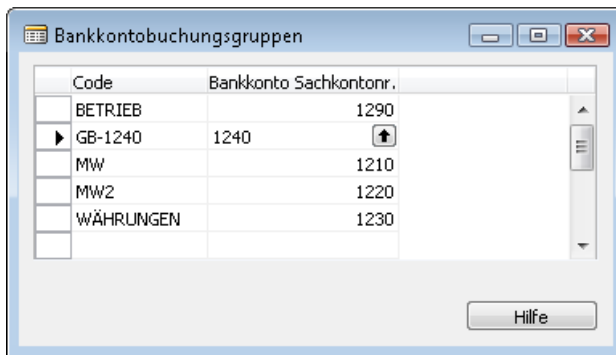 Bankkontobuchungsgruppen
Code Bankkonto Sachkontonr.
BETRIEB 1290
GB-1240 1240
MW 1210
MW2 1220
WÄHRUNGEN 1230
Hilfe